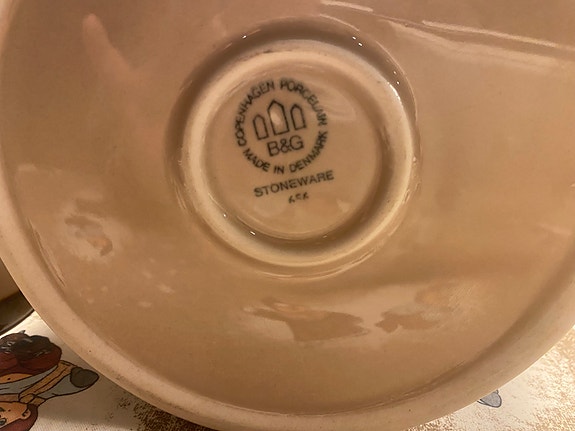 COPENHAGEN PORCELAIN
B&G
MADE IN DENMARK
STONEWARE